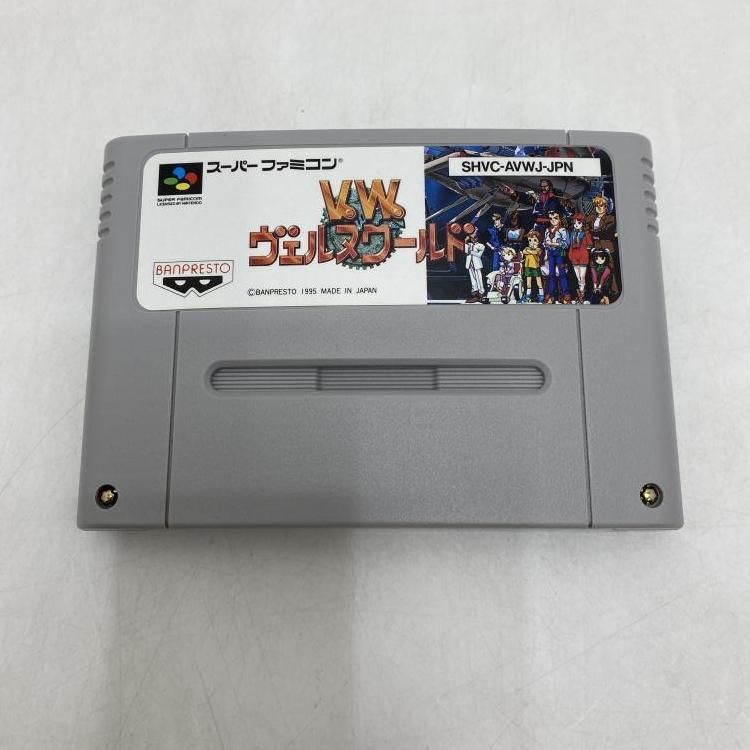 スーパーファミコン®
SHVC-AVWJ-JPN
SUPER FAMICOM
LICENSED BY NINTENDO
V.W.
ヴェルヌワールド
BANPRESTO
©BANPRESTO 1995 MADE IN JAPAN